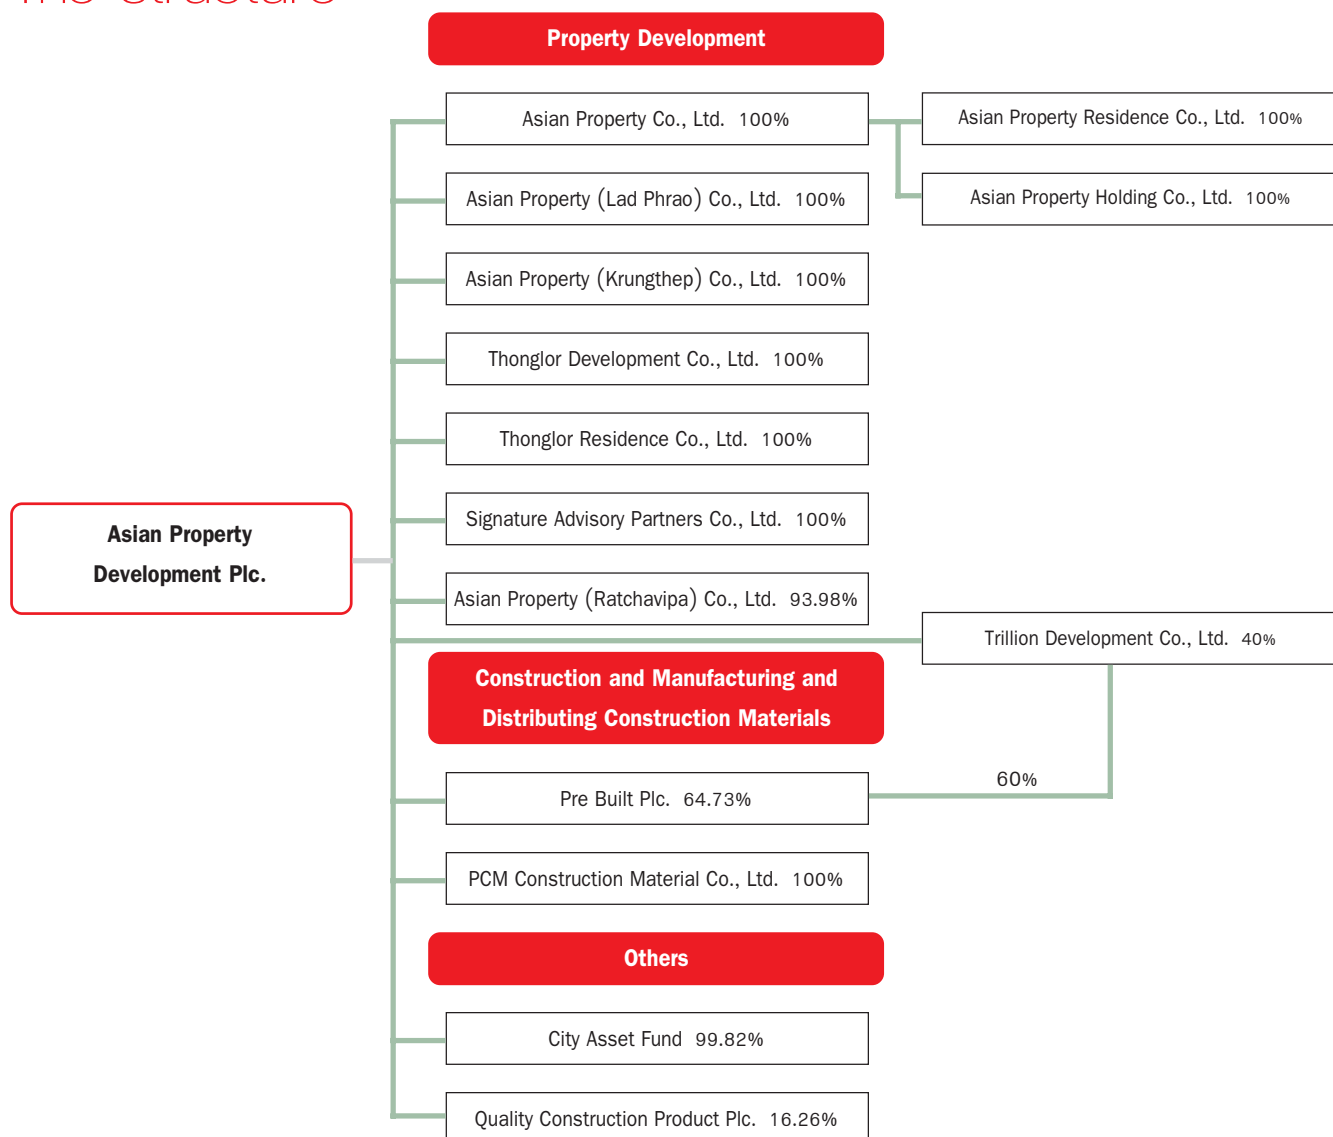 The Structure
Property Development
Asian Property Co., Ltd. 100%
Asian Property Residence Co., Ltd. 100%
Asian Property (Lad Phrao) Co., Ltd. 100%
Asian Property Holding Co., Ltd. 100%
Asian Property (Krungthep) Co., Ltd. 100%
Thonglor Development Co., Ltd. 100%
Thonglor Residence Co., Ltd. 100%
Signature Advisory Partners Co., Ltd. 100%
Asian Property
Development Plc.
Asian Property (Ratchavipa) Co., Ltd. 93.98%
Trillion Development Co., Ltd. 40%
Construction and Manufacturing and
Distributing Construction Materials
60%
Pre Built Plc. 64.73%
PCM Construction Material Co., Ltd. 100%
Others
City Asset Fund 99.82%
Quality Construction Product Plc. 16.26%